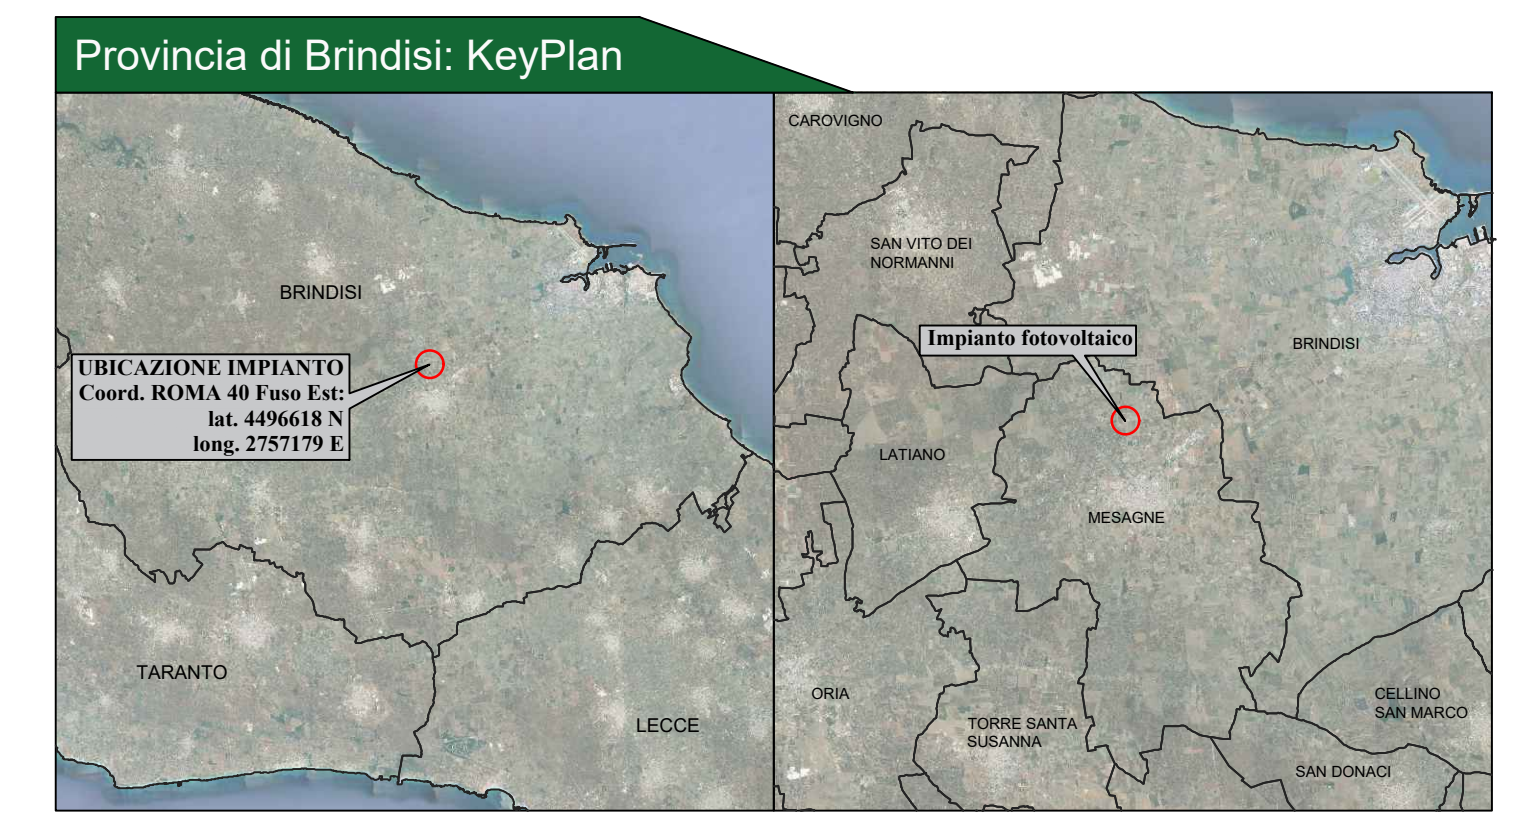 Provincia di Brindisi: KeyPlan
BRINDISI
UBICAZIONE IMPIANTO
Coord. ROMA 40 Fuso Est:
lat. 4496618 N
long. 2757179 E
TARANTO
LECCE
CAROVIGNO
SAN VITO DEI
NORMANNI
Impianto fotovoltaico
BRINDISI
LATIANO
MESAGNE
ORIA
TORRE SANTA
SUSANNA
CELLINO
SAN MARCO
SAN DONACI